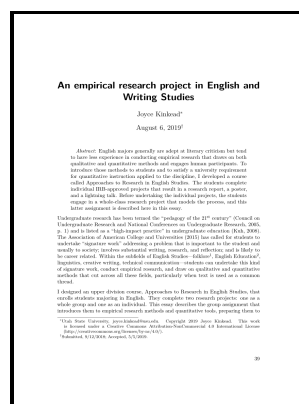 An empirical research project in English and
Writing Studies
Joyce Kinkead*
August 6, 2019†
Abstract: English majors generally are adept at literary criticism but tend
to have less experience in conducting empirical research that draws on both
qualitative and quantitative methods and engages human participants. To
introduce these methods to students and to satisfy a university requirement
for quantitative instruction applied to the discipline, I developed a course
called Approaches to Research in English Studies. The students complete
individual IRB-approved projects that result in a research report, a poster,
and a lightning talk. Before undertaking the individual projects, the students
engage in a whole-class research project that models the process, and this
latter assignment is described here in this essay.
Undergraduate research has been termed the “pedagogy of the 21st century” (Council on
Undergraduate Research and National Conferences on Undergraduate Research, 2005,
p. 1) and is listed as a “high-impact practice” in undergraduate education (Kuh, 2008).
The Association of American College and Universities (2015) has called for students to
undertake “signature work” addressing a problem that is important to the student and
usually to society; involves substantial writing, research, and reflection; and is likely to
be career related. Within the subfields of English Studies—folklore1, English Education2,
linguistics, creative writing, technical communication—students can undertake this kind
of signature work, conduct empirical research, and draw on qualitative and quantitative
methods that cut across all these fields, particularly when text is used as a common
thread.
I designed an upper division course, Approaches to Research in English Studies, that
enrolls students majoring in English. They complete two research projects: one as a
whole group and one as an individual. This essay describes the group assignment that
introduces them to empirical research methods and quantitative tools, preparing them to
*Utah State University, joyce.kinkead@usu.edu. Copyright 2019 Joyce Kinkead. This work
is licensed under a Creative Commons Attribution-NonCommercial 4.0 International License
(http://creativecommons.org/licenses/by-nc/4.0/).
†Submitted, 9/12/2018; Accepted, 5/5/2019.
39